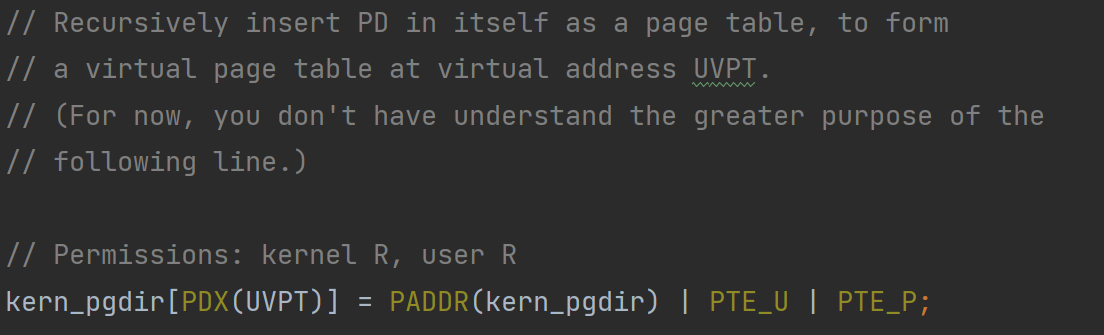 // Recursively insert PD in itself as a page table, to form
// a virtual page table at virtual address UVPT.
// (For now, you don't have understand the greater purpose of the
// following line.)
// Permissions: kernel R, user R
kern_pgdir[PDX(UVPT)] = PADDR(kern_pgdir) | PTE_U | PTE_P;